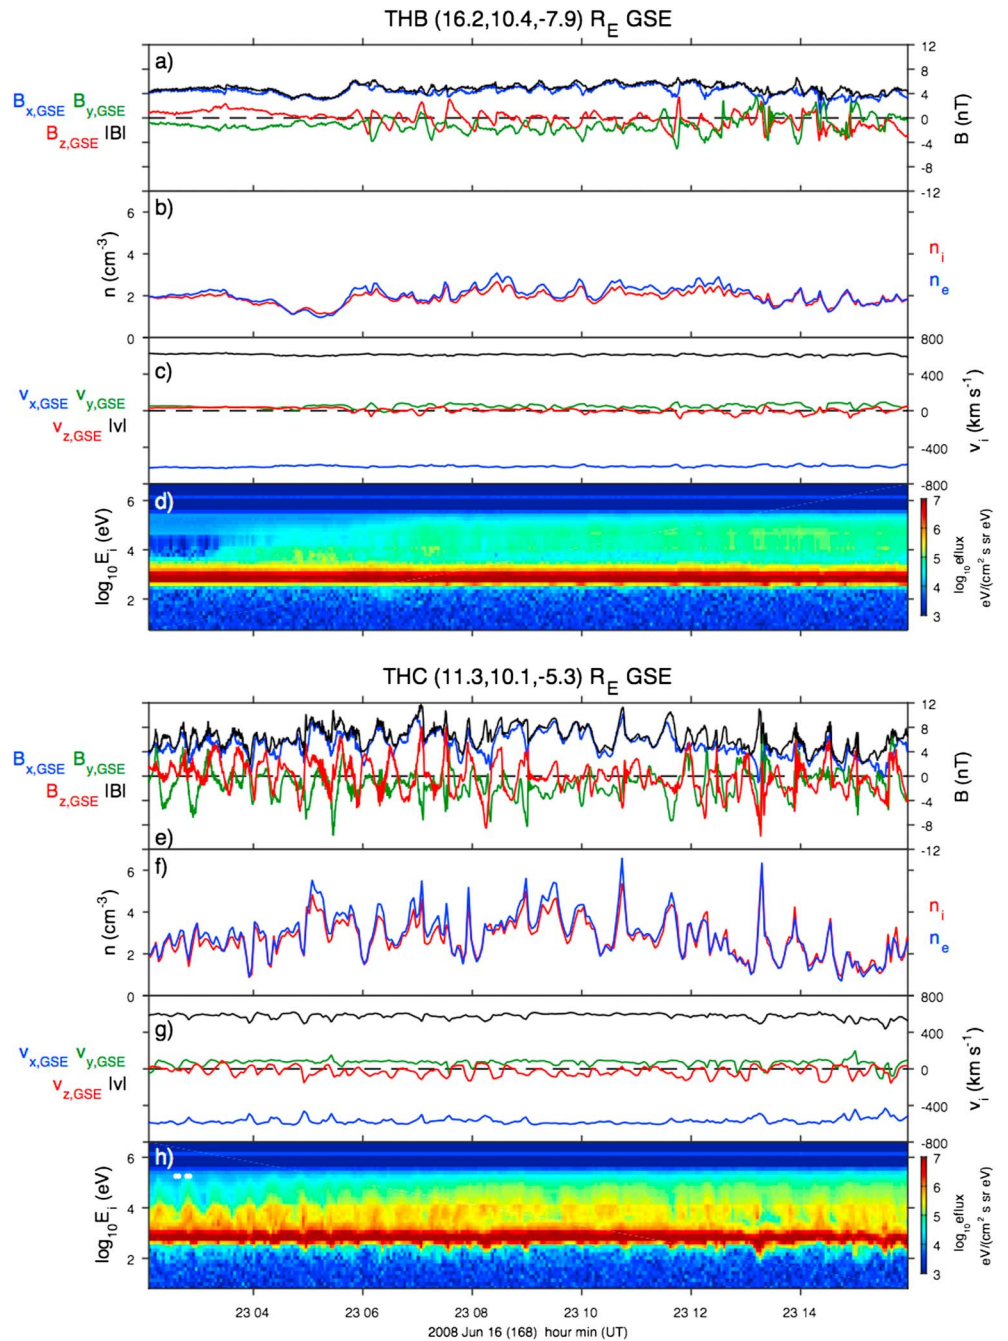 THB (16.2,10.4,-7.9) R_E GSE
a)
B_x,GSE B_y,GSE
B_z,GSE |B|
12
8
4
0
-4
-8
-12
B (nT)
b)
n (cm^-3)
6
4
2
0
n_i
n_e
c)
v_x,GSE v_y,GSE
v_z,GSE |v|
800
400
0
-400
-800
v_i (km s^-1)
d)
log_10 E_i (eV)
6
4
2
7
6
5
4
3
log_10 eflux
eV/(cm^2 s sr eV)
THC (11.3,10.1,-5.3) R_E GSE
B_x,GSE B_y,GSE
B_z,GSE |B|
12
8
4
0
-4
-8
-12
B (nT)
e)
f)
n (cm^-3)
6
4
2
0
n_i
n_e
g)
v_x,GSE v_y,GSE
v_z,GSE |v|
800
400
0
-400
-800
v_i (km s^-1)
h)
log_10 E_i (eV)
6
4
2
7
6
5
4
3
log_10 eflux
eV/(cm^2 s sr eV)
23 04 23 06 23 08 23 10 23 12 23 14
2008 Jun 16 (168) hour min (UT)